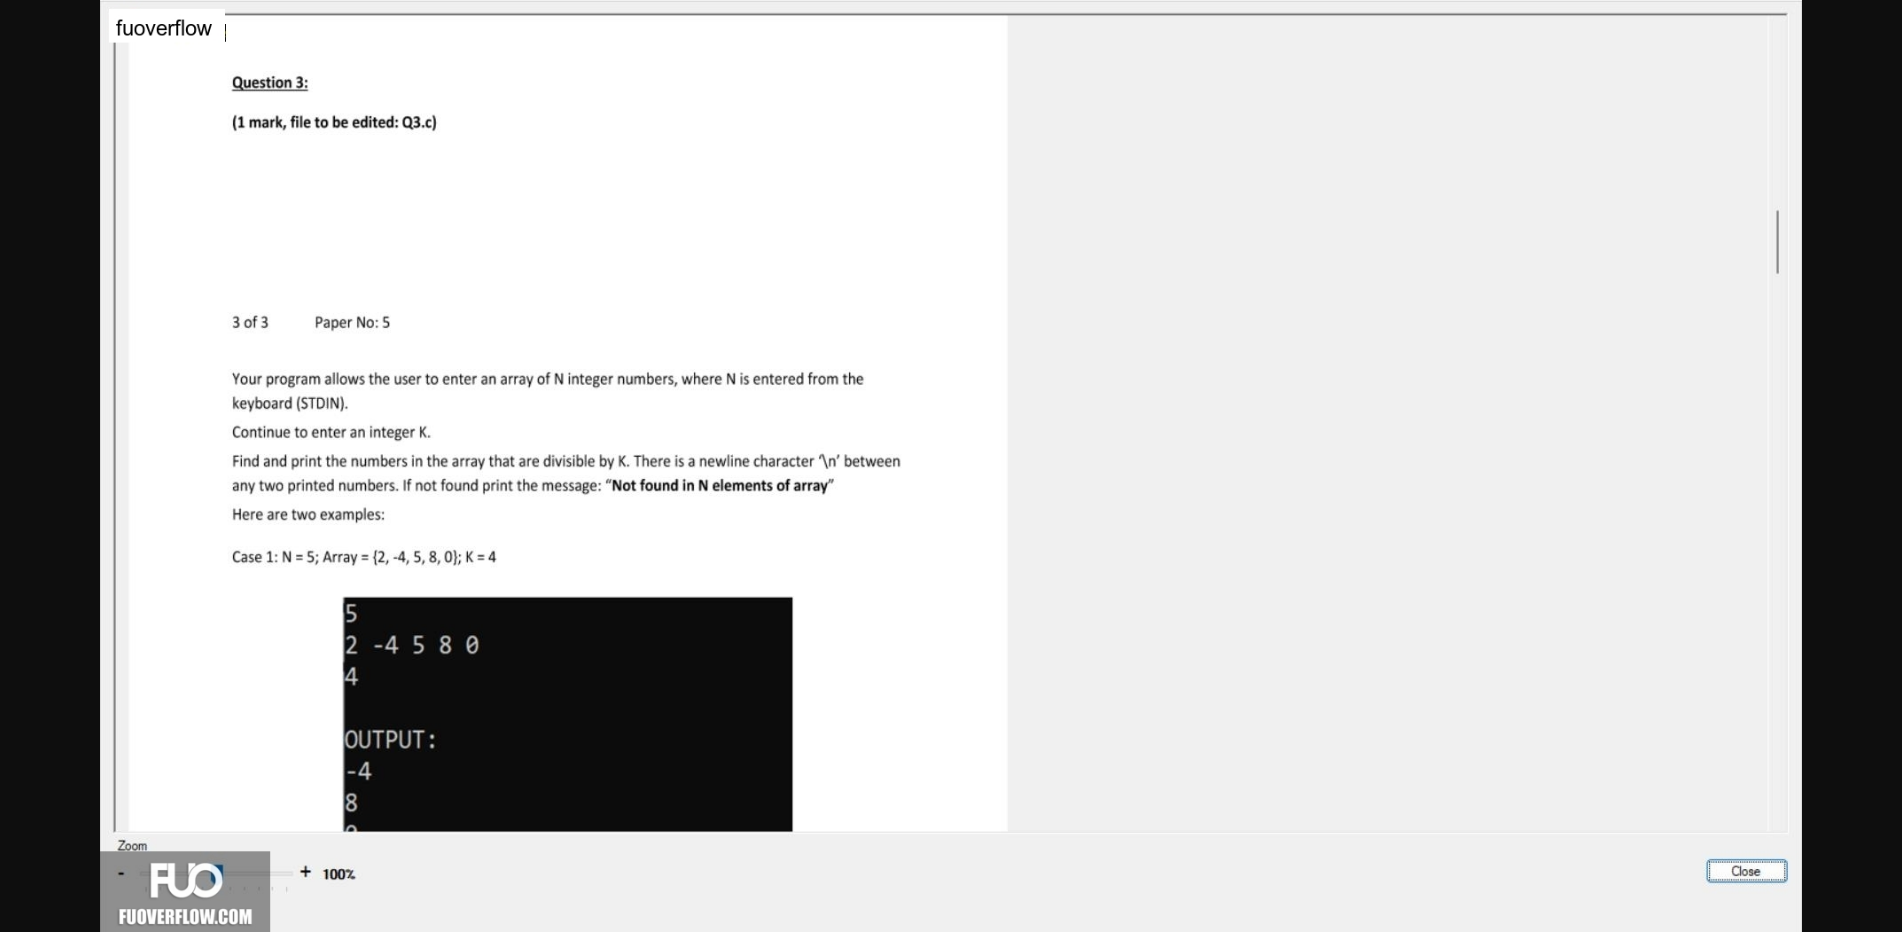 fuoverflow
Question 3:
(1 mark, file to be edited: Q3.c)
3 of 3 Paper No: 5
Your program allows the user to enter an array of N integer numbers, where N is entered from the
keyboard (STDIN).
Continue to enter an integer K.
Find and print the numbers in the array that are divisible by K. There is a newline character ‘\n’ between
any two printed numbers. If not found print the message: “Not found in N elements of array”
Here are two examples:
Case 1: N = 5; Array = {2, -4, 5, 8, 0}; K = 4
5
2 -4 5 8 0
4
OUTPUT:
-4
8
Zoom
- + 100%
Close
FUO
FUOVERFLOW.COM